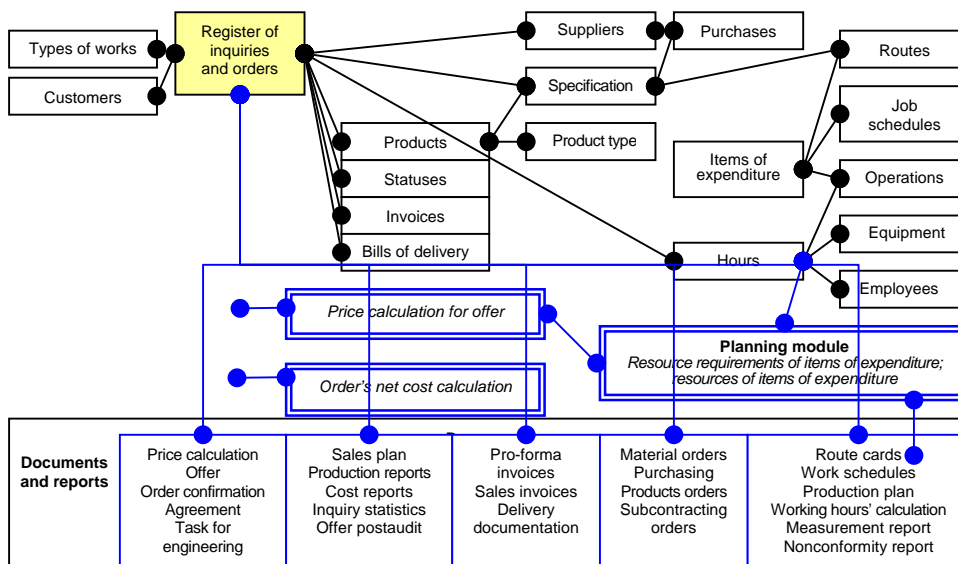 Types of works
Customers
Register of
inquiries
and orders
Suppliers
Purchases
Specification
Routes
Products
Product type
Job
schedules
Items of
expenditure
Statuses
Operations
Invoices
Equipment
Bills of delivery
Hours
Employees
Price calculation for offer
Planning module
Resource requirements of items of expenditure;
resources of items of expenditure
Order's net cost calculation
Documents
and reports
Price calculation
Offer
Order confirmation
Agreement
Task for
engineering
Sales plan
Production reports
Cost reports
Inquiry statistics
Offer postaudit
Pro-forma
invoices
Sales invoices
Delivery
documentation
Material orders
Purchasing
Products orders
Subcontracting
orders
Route cards
Work schedules
Production plan
Working hours' calculation
Measurement report
Nonconformity report